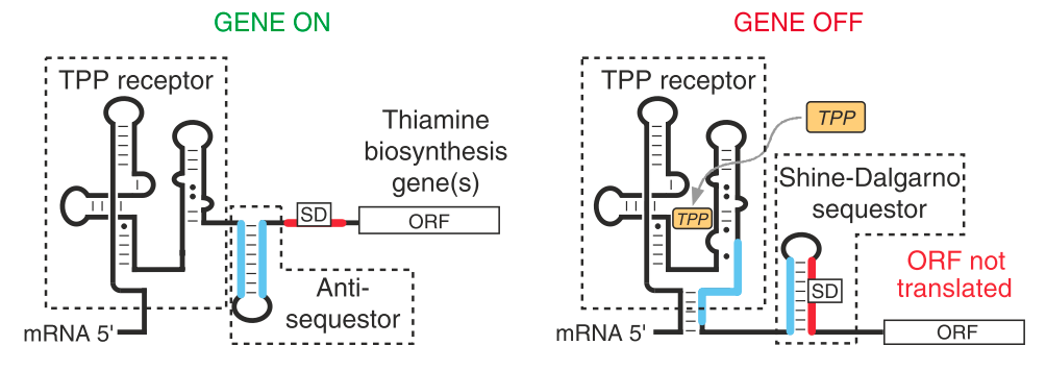 GENE ON
TPP receptor
Thiamine
biosynthesis
gene(s)
SD
ORF
Anti-
sequestor
mRNA 5'
GENE OFF
TPP receptor
TPP
TPP
Shine-Dalgarno
sequestor
SD
ORF not
translated
mRNA 5'
ORF